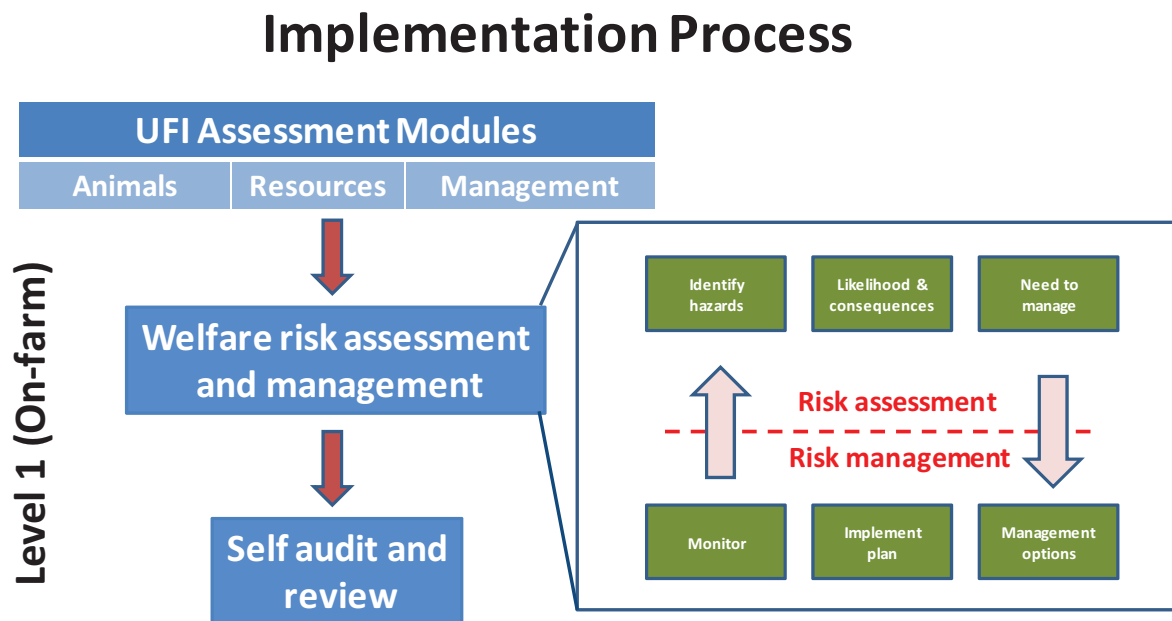 Implementation Process
UFI Assessment Modules
Animals
Resources
Management
Level 1 (On-farm)
Welfare risk assessment
and management
Self audit and
review
Identify
hazards
Likelihood &
consequences
Need to
manage
Risk assessment
Risk management
Monitor
Implement
plan
Management
options